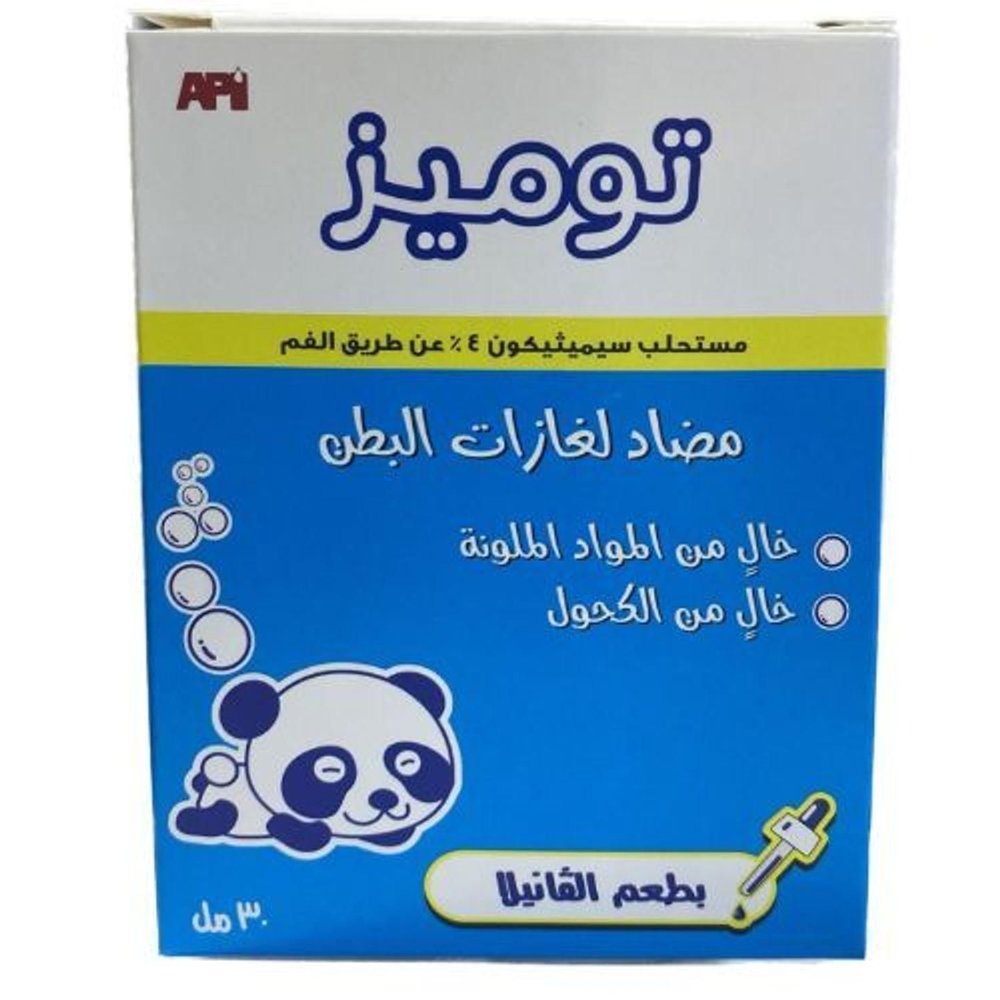 APi
توميز
مستحلب سيميثيكون ٤ ٪ عن طريق الفم
مضاد لغازات البطن
خالٍ من المواد الملونة
خالٍ من الكحول
بطعم الڤانيلا
٣٠ مل